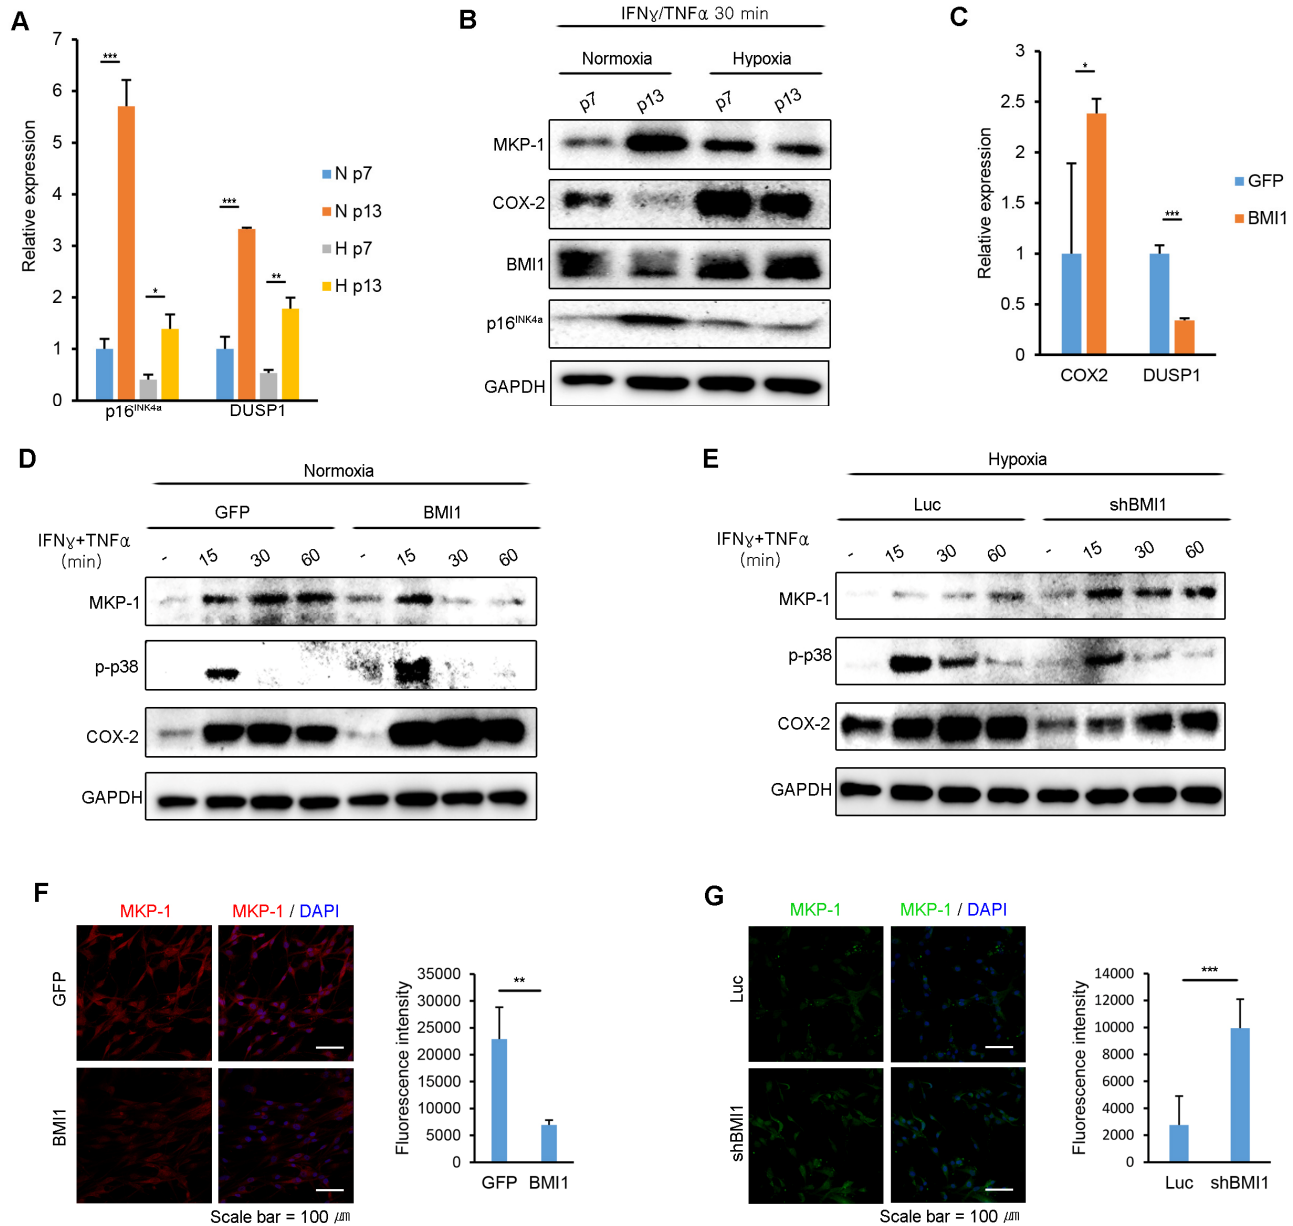 A
7
6
5
4
3
2
1
0
Relative expression
***
*
***
**
p16INK4a
DUSP1
N p7
N p13
H p7
H p13
B
IFNɣ/TNFα 30 min
Normoxia
Hypoxia
p7
p13
p7
p13
MKP-1
COX-2
BMI1
p16INK4a
GAPDH
C
3
2.5
2
1.5
1
0.5
0
Relative expression
*
***
COX2
DUSP1
GFP
BMI1
D
Normoxia
GFP
BMI1
IFNɣ+TNFα
(min)
-
15
30
60
-
15
30
60
MKP-1
p-p38
COX-2
GAPDH
E
Hypoxia
Luc
shBMI1
IFNɣ+TNFα
(min)
-
15
30
60
-
15
30
60
MKP-1
p-p38
COX-2
GAPDH
F
MKP-1
MKP-1 / DAPI
GFP
BMI1
Scale bar = 100 ㎛
Fluorescence intensity
35000
30000
25000
20000
15000
10000
5000
0
**
GFP
BMI1
G
MKP-1
MKP-1 / DAPI
Luc
shBMI1
Scale bar = 100 ㎛
Fluorescence intensity
14000
12000
10000
8000
6000
4000
2000
0
***
Luc
shBMI1